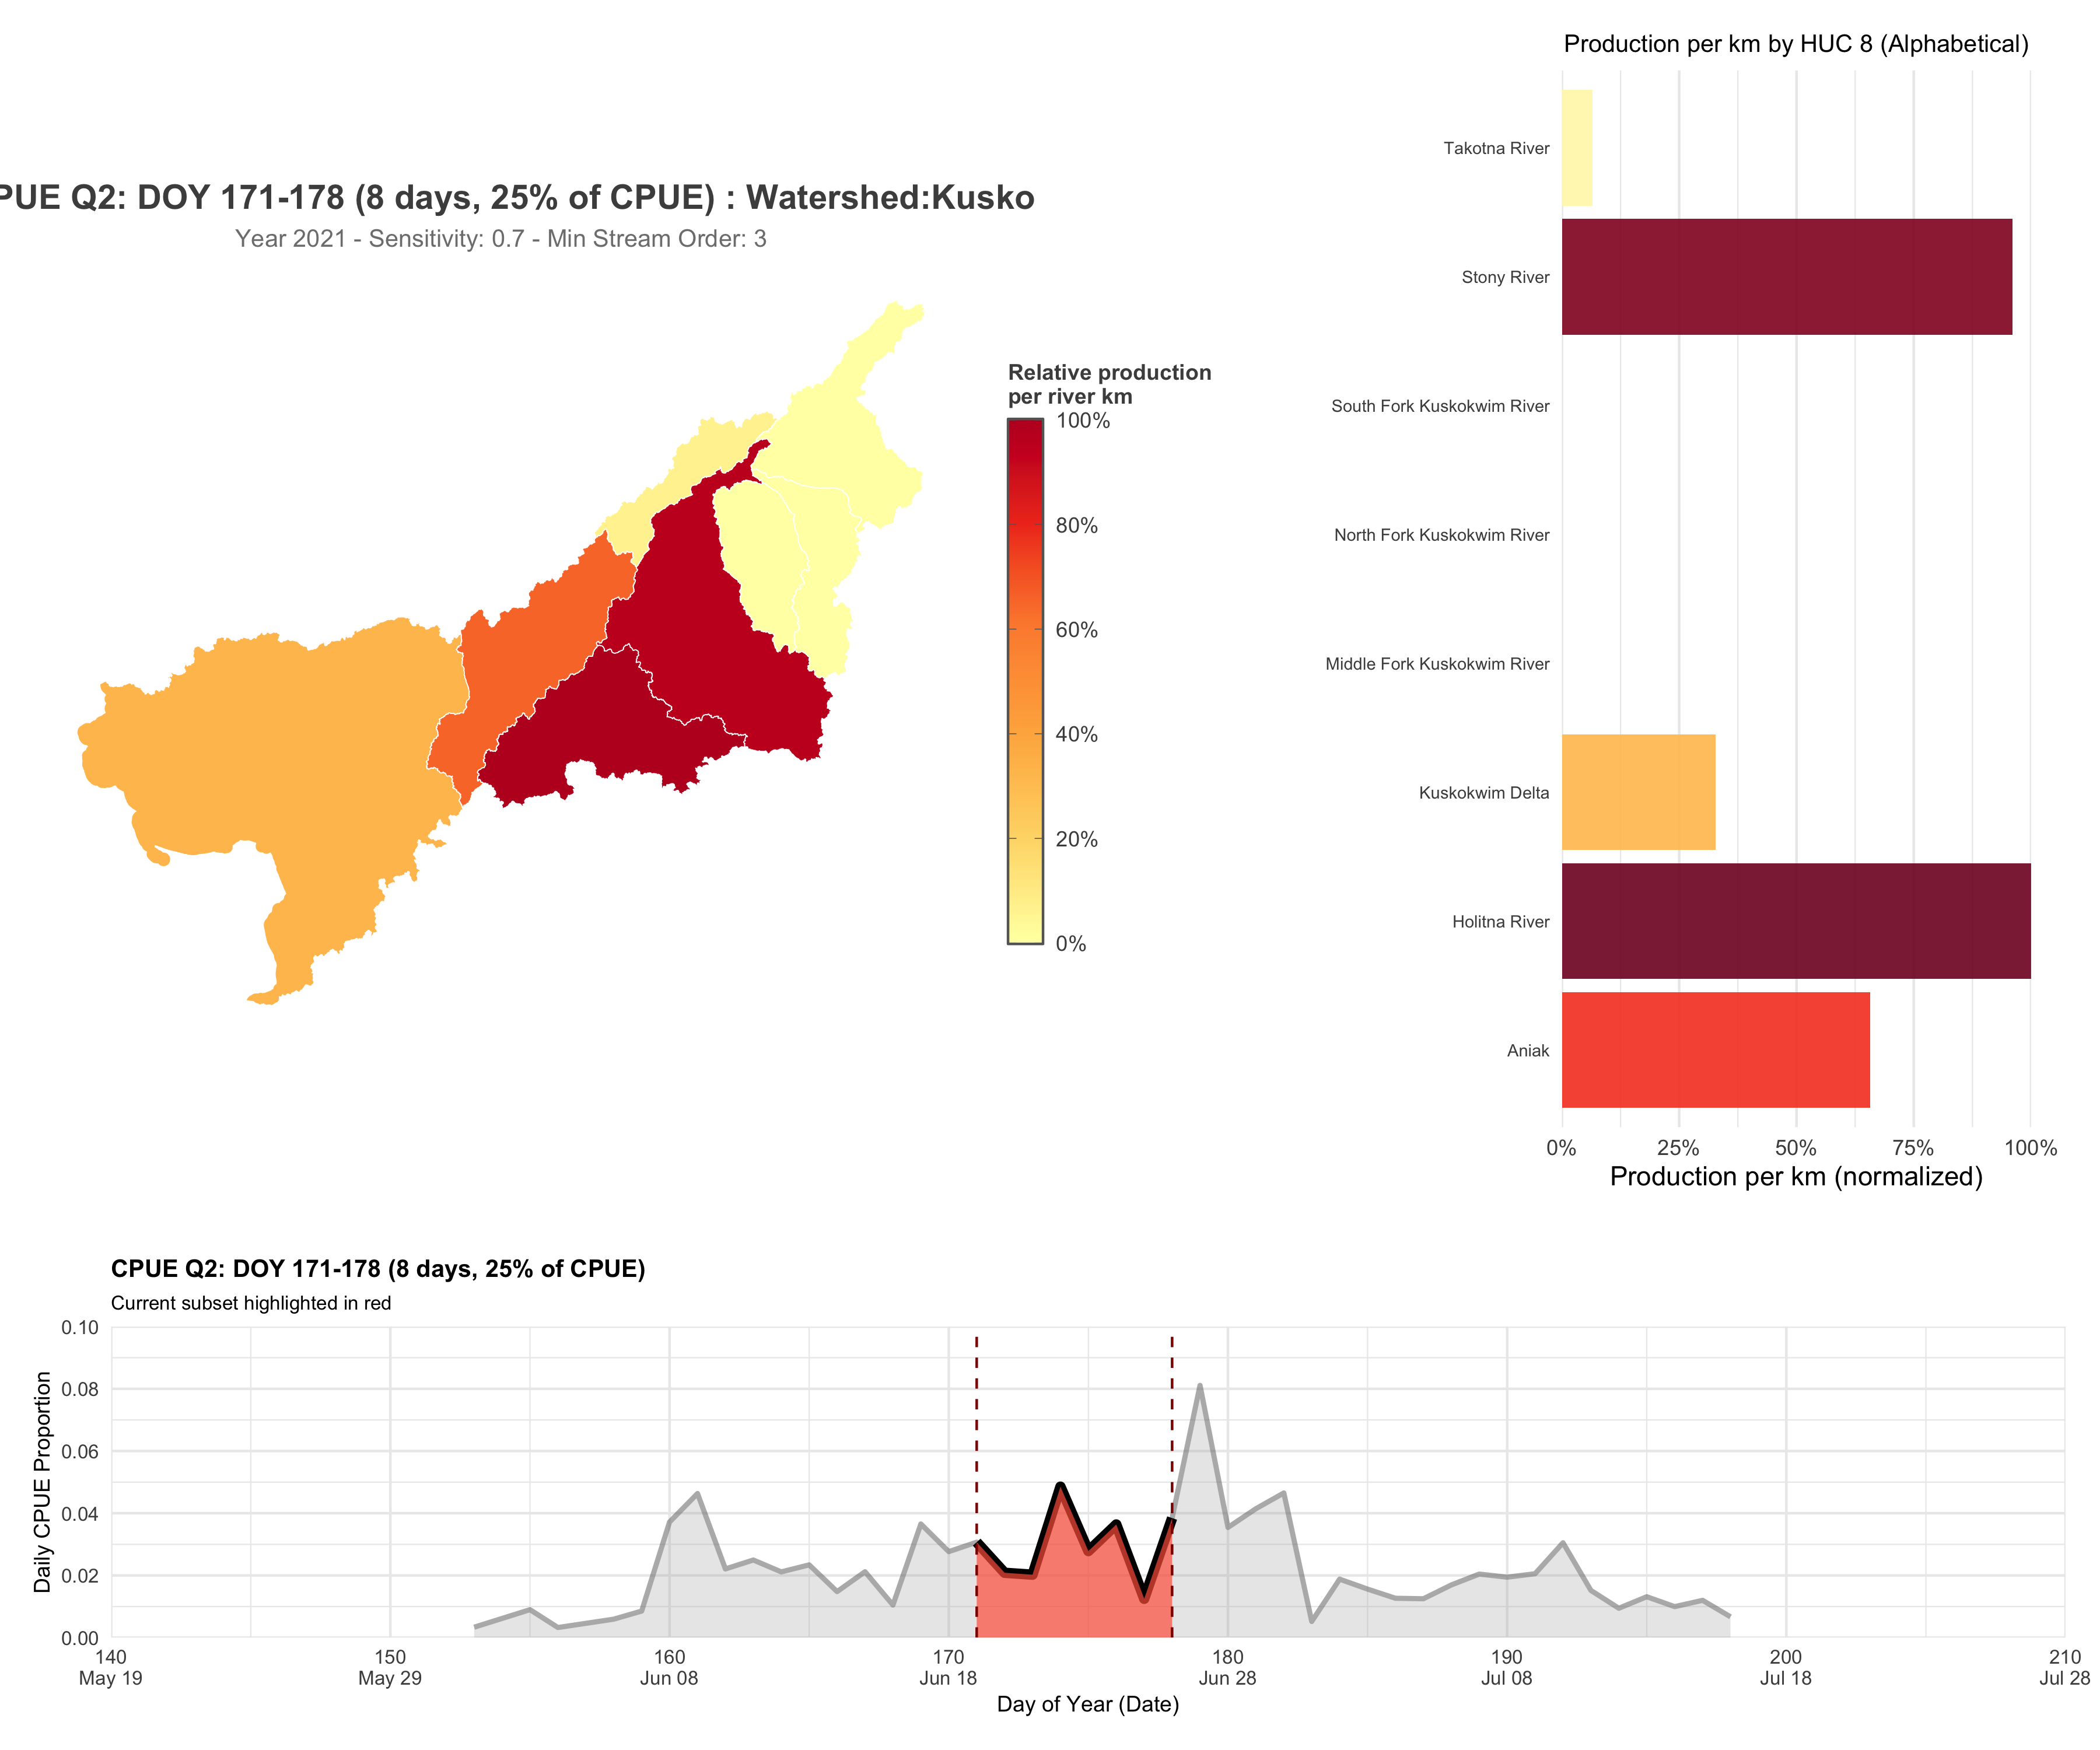 Production per km by HUC 8 (Alphabetical)
Takotna River
Stony River
South Fork Kuskokwim River
North Fork Kuskokwim River
Middle Fork Kuskokwim River
Kuskokwim Delta
Holitna River
Aniak
0% 25% 50% 75% 100%
Production per km (normalized)
PUE Q2: DOY 171-178 (8 days, 25% of CPUE) : Watershed:Kusko
Year 2021 - Sensitivity: 0.7 - Min Stream Order: 3
Relative production
per river km
100%
80%
60%
40%
20%
0%
CPUE Q2: DOY 171-178 (8 days, 25% of CPUE)
Current subset highlighted in red
Daily CPUE Proportion
0.10
0.08
0.06
0.04
0.02
0.00
140 150 160 170 180 190 200 210
May 19 May 29 Jun 08 Jun 18 Jun 28 Jul 08 Jul 18 Jul 28
Day of Year (Date)